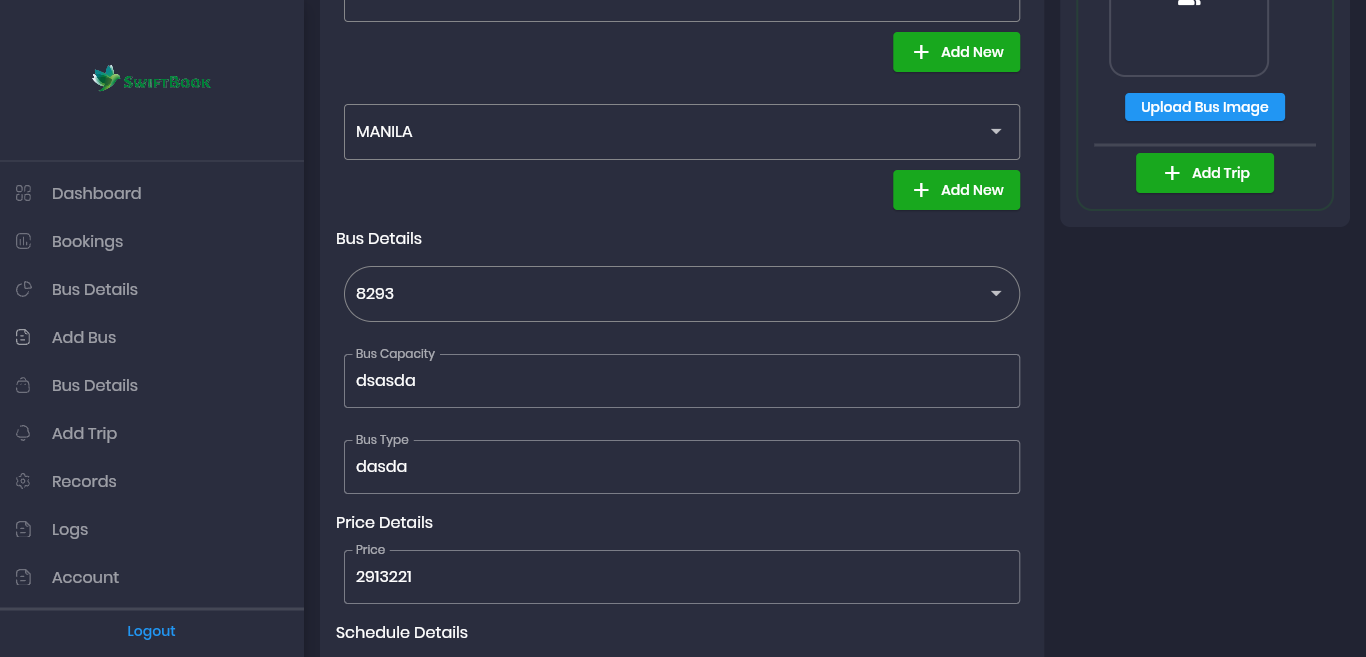 SwiftBook
Dashboard
Bookings
Bus Details
Add Bus
Bus Details
Add Trip
Records
Logs
Account
Logout
Add New
MANILA
Add New
Bus Details
8293
Bus Capacity
dsasda
Bus Type
dasda
Price Details
Price
2913221
Schedule Details
Upload Bus Image
Add Trip